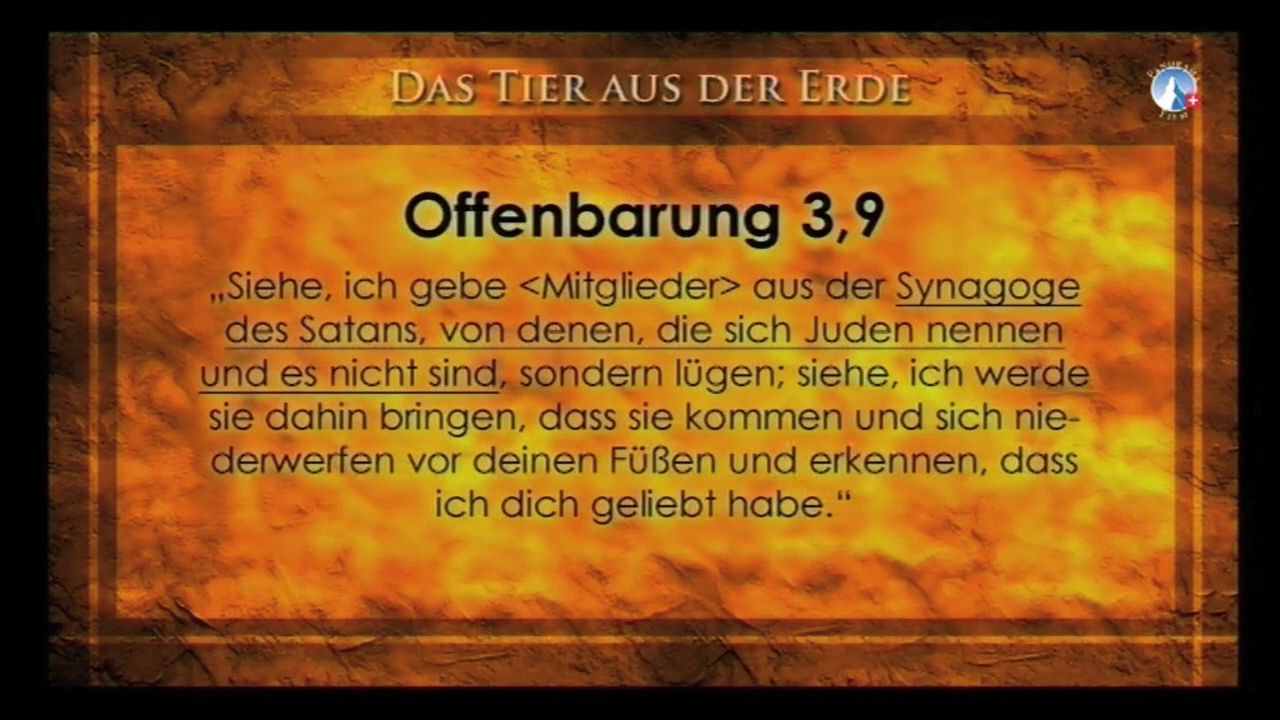 DAS TIER AUS DER ERDE
Offenbarung 3,9
„Siehe, ich gebe <Mitglieder> aus der Synagoge
des Satans, von denen, die sich Juden nennen
und es nicht sind, sondern lügen; siehe, ich werde
sie dahin bringen, dass sie kommen und sich nie-
derwerfen vor deinen Füßen und erkennen, dass
ich dich geliebt habe.“